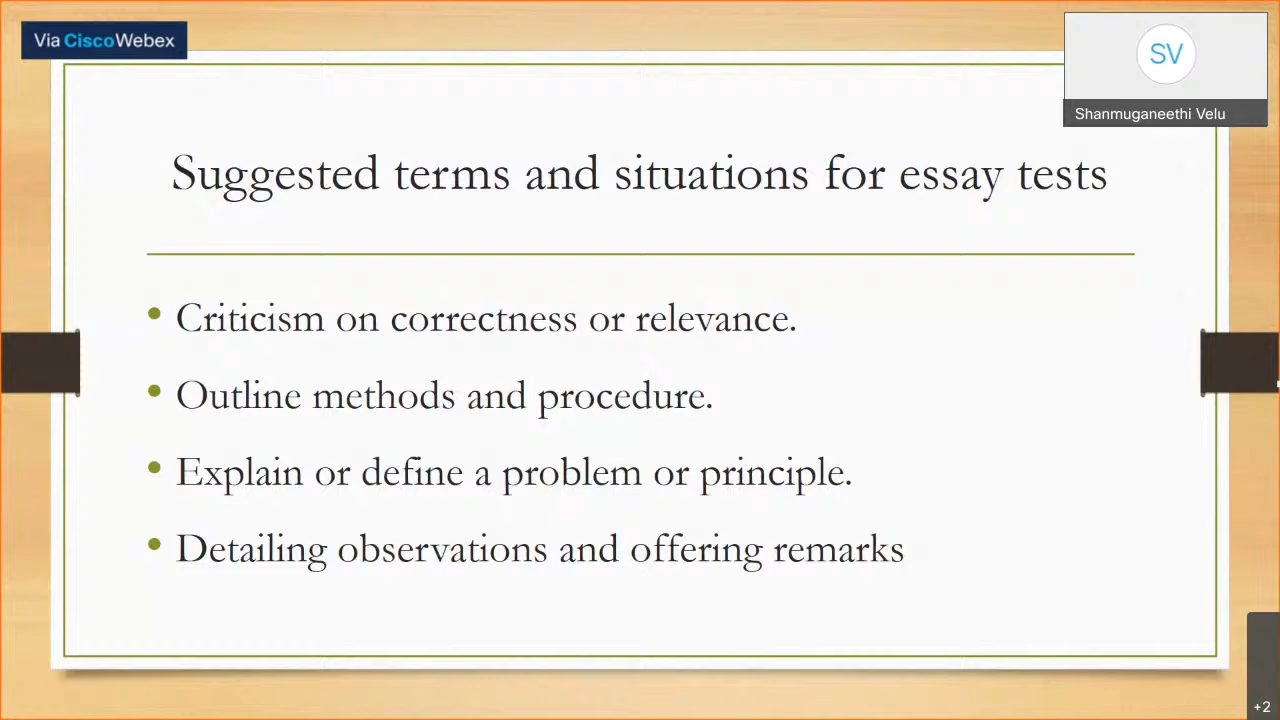 Via CiscoWebex
SV
Shanmuganeethi Velu
Suggested terms and situations for essay tests
• Criticism on correctness or relevance.
• Outline methods and procedure.
• Explain or define a problem or principle.
• Detailing observations and offering remarks
+2